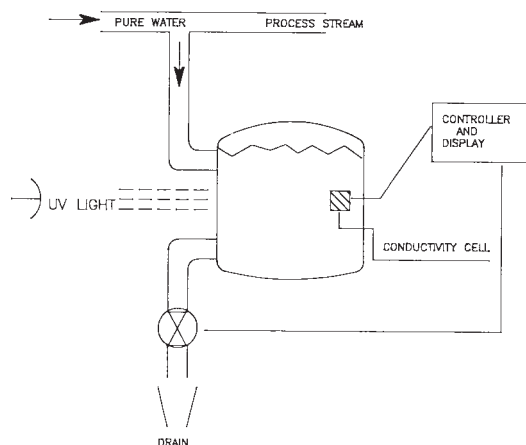 PURE WATER
PROCESS STREAM
CONTROLLER
AND
DISPLAY
UV LIGHT
CONDUCTIVITY CELL
DRAIN